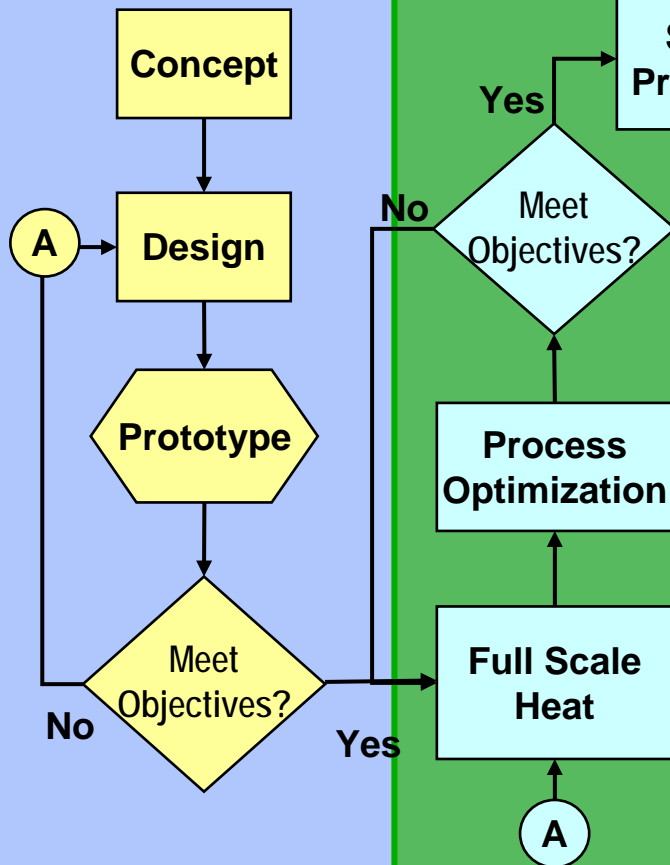 Concept
A
Design
Prototype
Meet
Objectives?
No
Yes
Yes
No
Meet
Objectives?
Process
Optimization
Full Scale
Heat
A